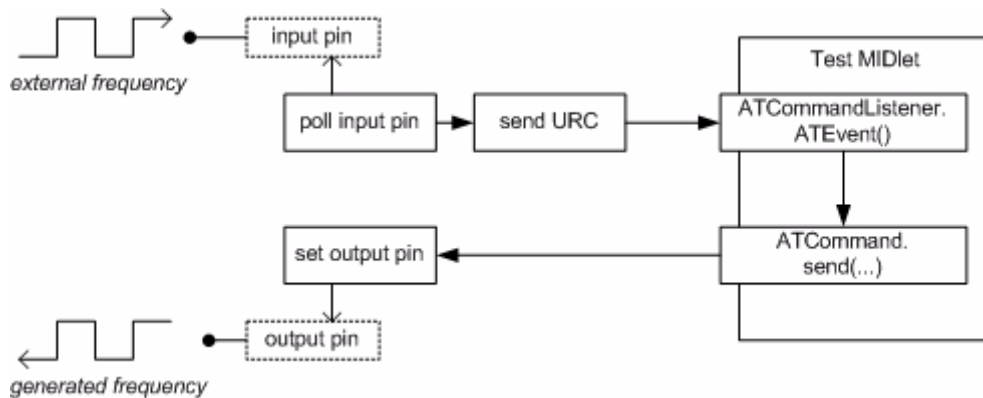 input pin
Test MIDlet
external frequency
poll input pin
send URC
ATCommandListener.
ATEvent()
set output pin
ATCommand.
send(...)
output pin
generated frequency